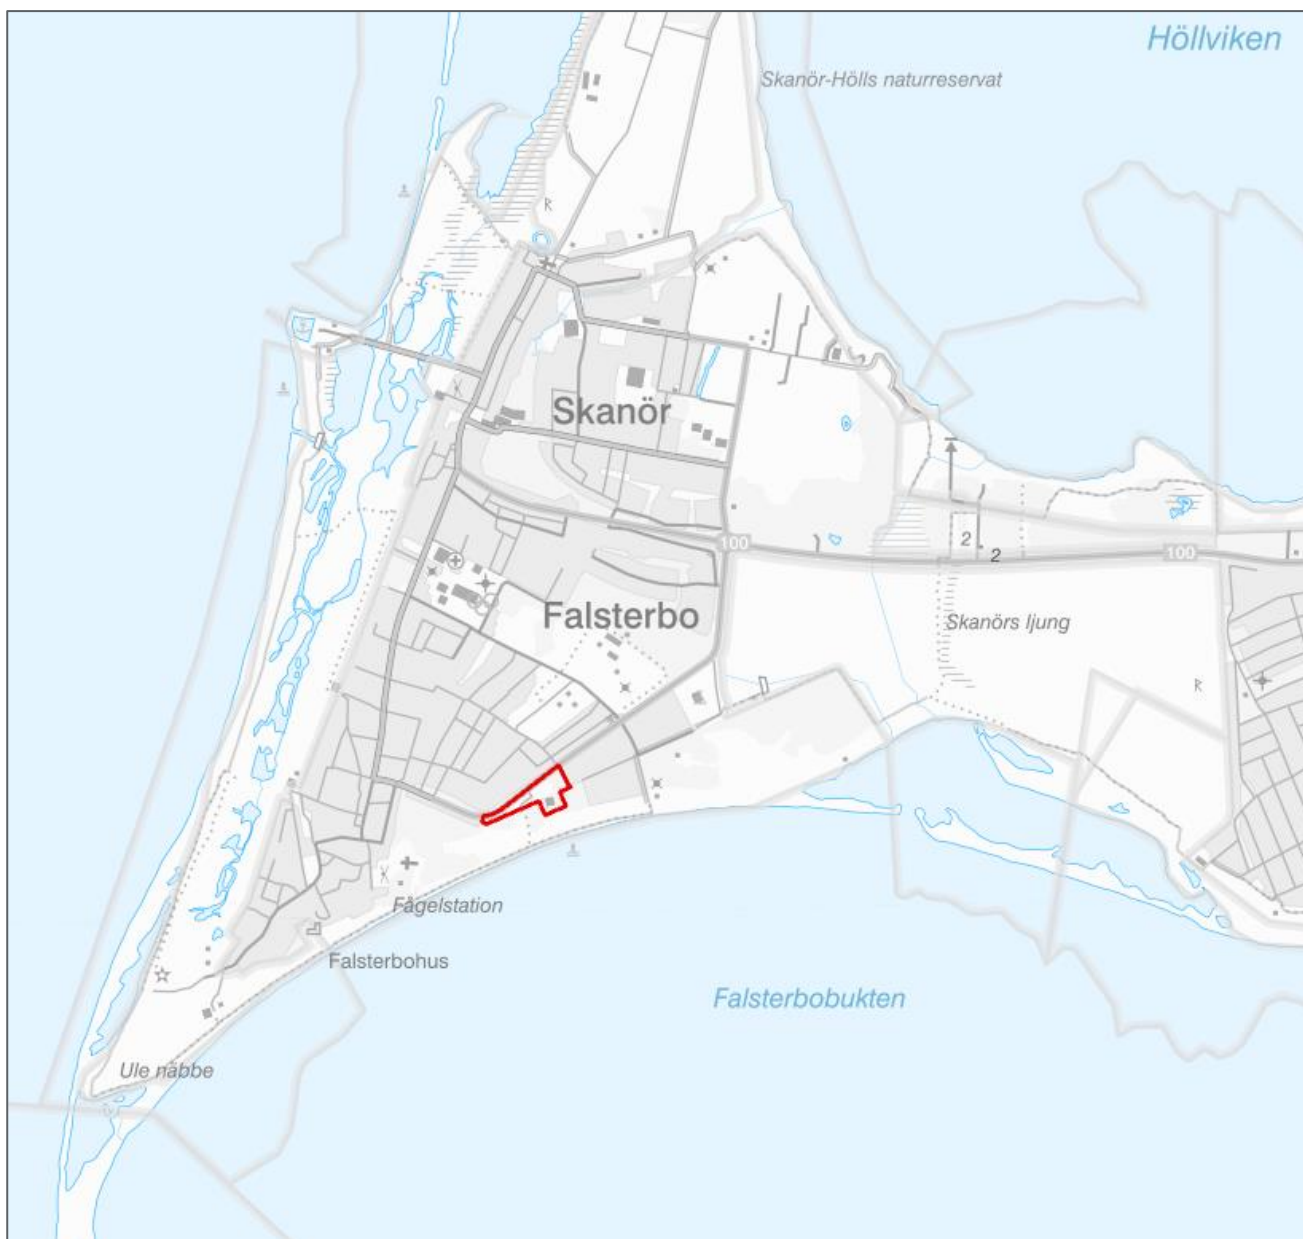 Höllviken
Skanör-Hölls naturreservat
R
Skanör
100
2
2
100
Falsterbo
Skanörs ljung
R
Fågelstation
Falsterbohus
Falsterbobukten
Ule näbbe